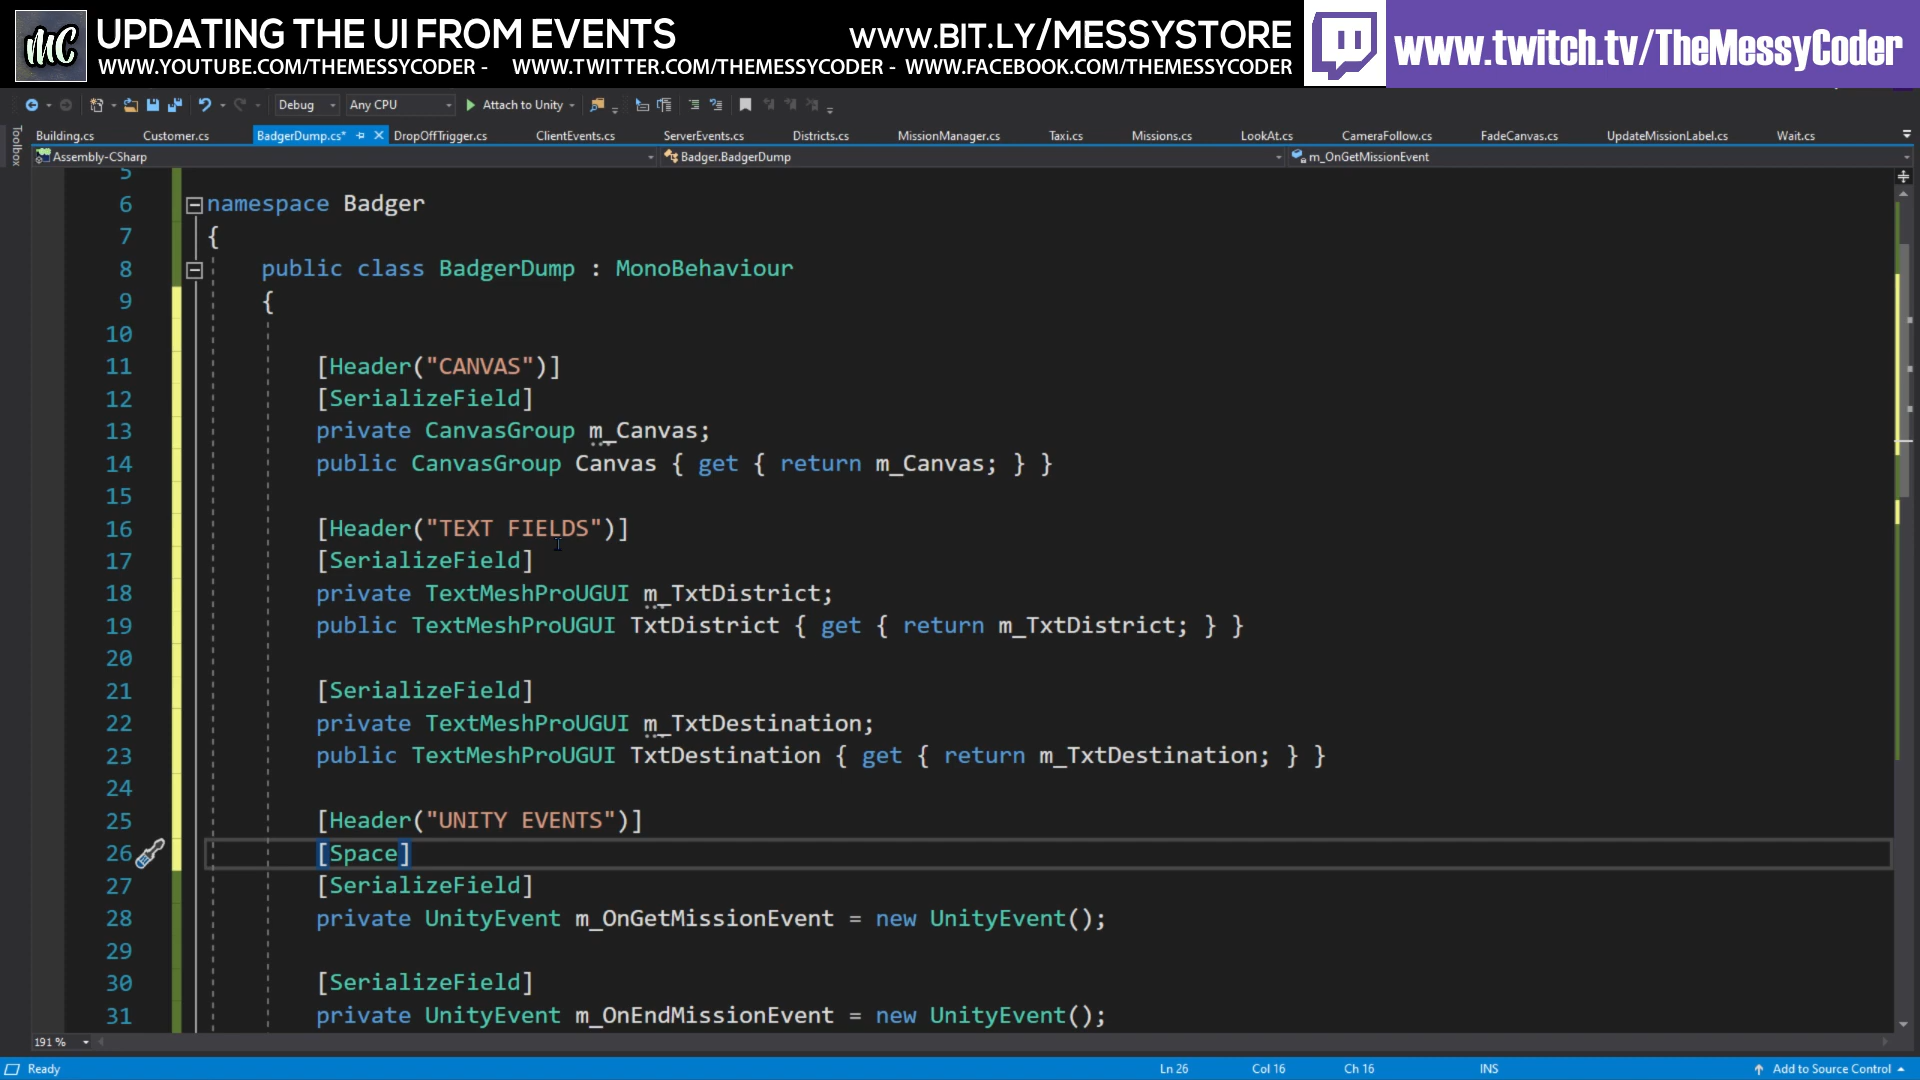 MC
UPDATING THE UI FROM EVENTS
WWW.BIT.LY/MESSYSTORE
WWW.YOUTUBE.COM/THEMESSYCODER - WWW.TWITTER.COM/THEMESSYCODER - WWW.FACEBOOK.COM/THEMESSYCODER
www.twitch.tv/TheMessyCoder
Debug Any CPU Attach to Unity
Toolbox
Building.cs Customer.cs BadgerDump.cs* DropOffTrigger.cs ClientEvents.cs ServerEvents.cs Districts.cs MissionManager.cs Taxi.cs Missions.cs LookAt.cs CameraFollow.cs FadeCanvas.cs UpdateMissionLabel.cs Wait.cs
Assembly-CSharp Badger.BadgerDump m_OnGetMissionEvent
5
6 namespace Badger
7 {
8 public class BadgerDump : MonoBehaviour
9 {
10
11 [Header("CANVAS")]
12 [SerializeField]
13 private CanvasGroup m_Canvas;
14 public CanvasGroup Canvas { get { return m_Canvas; } }
15
16 [Header("TEXT FIELDS")]
17 [SerializeField]
18 private TextMeshProUGUI m_TxtDistrict;
19 public TextMeshProUGUI TxtDistrict { get { return m_TxtDistrict; } }
20
21 [SerializeField]
22 private TextMeshProUGUI m_TxtDestination;
23 public TextMeshProUGUI TxtDestination { get { return m_TxtDestination; } }
24
25 [Header("UNITY EVENTS")]
26 [Space]
27 [SerializeField]
28 private UnityEvent m_OnGetMissionEvent = new UnityEvent();
29
30 [SerializeField]
31 private UnityEvent m_OnEndMissionEvent = new UnityEvent();
191 %
Ready Ln 26 Col 16 Ch 16 INS Add to Source Control